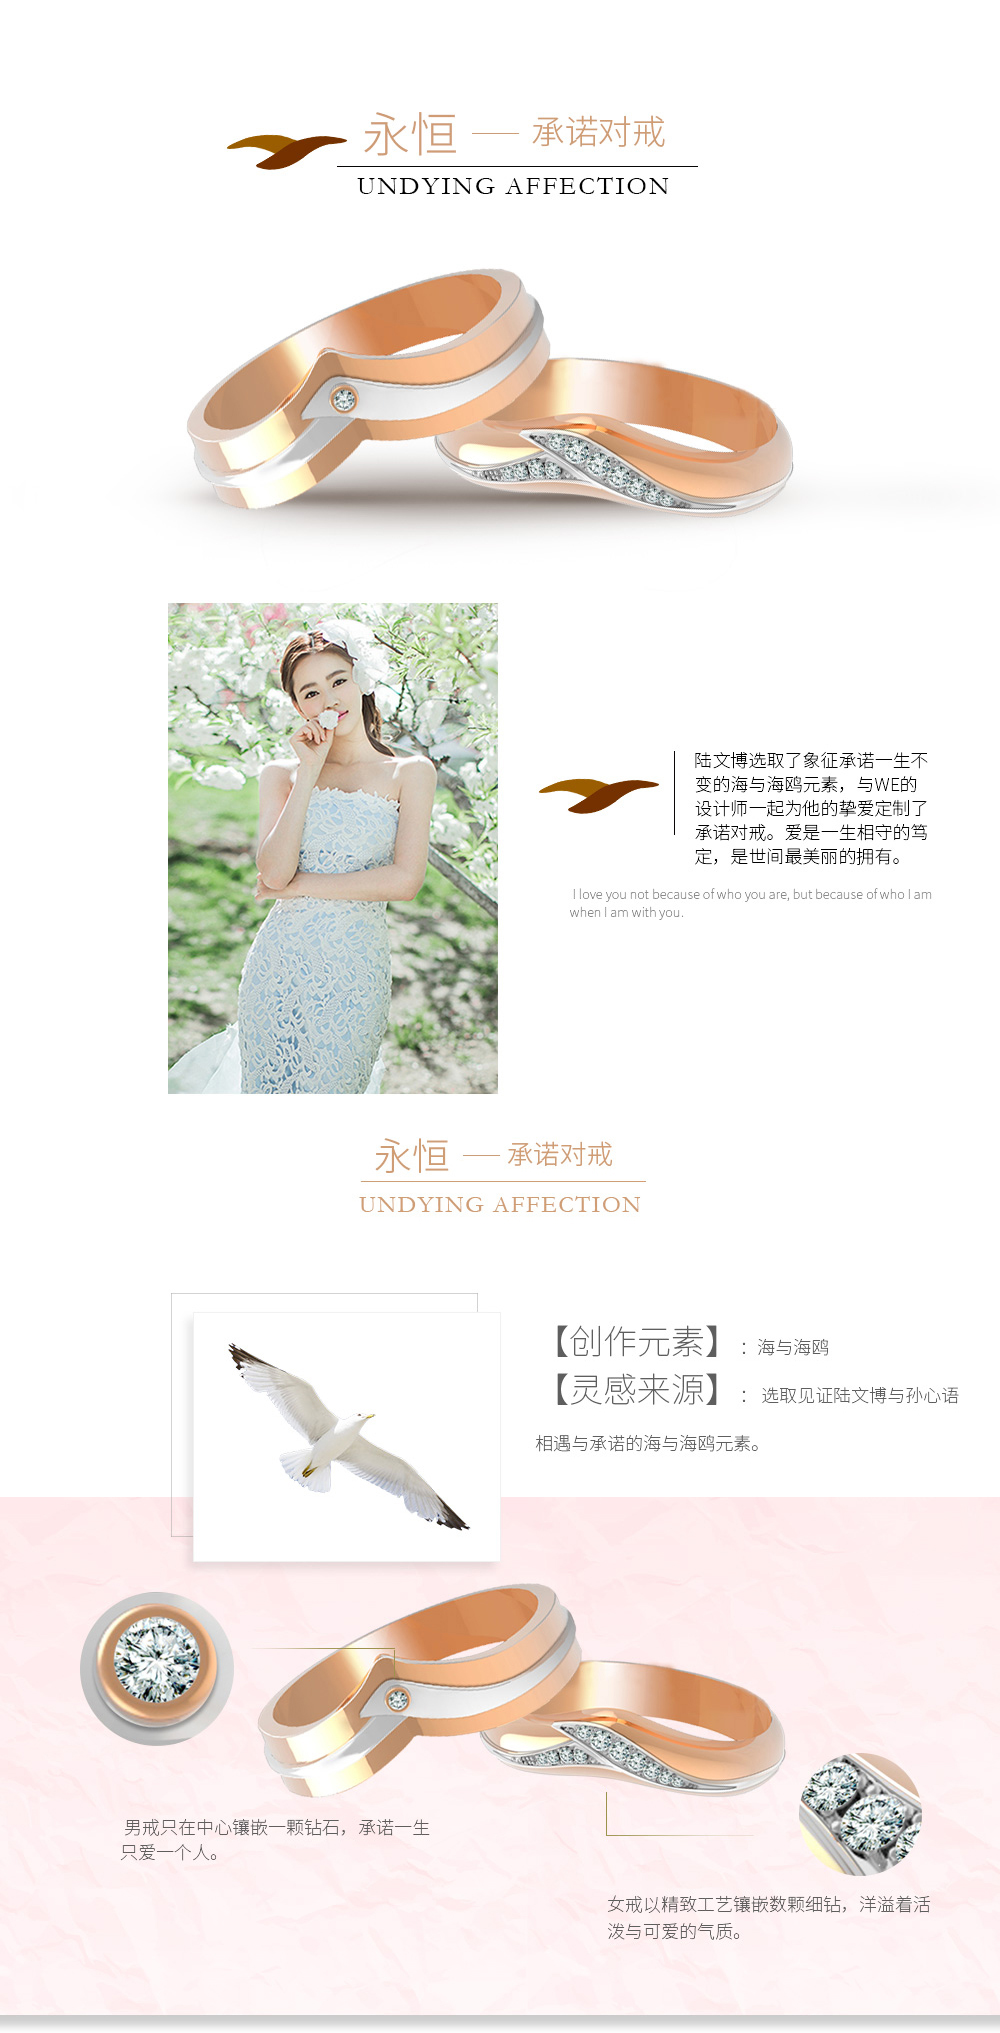 永恒 — 承诺对戒
UNDYING AFFECTION
陆文博选取了象征承诺一生不
变的海与海鸥元素，与WE的
设计师一起为他的挚爱定制了
承诺对戒。爱是一生相守的笃
定，是世间最美丽的拥有。
I love you not because of who you are, but because of who I am
when I am with you.
永恒 — 承诺对戒
UNDYING AFFECTION
【创作元素】：海与海鸥
【灵感来源】：选取见证陆文博与孙心语
相遇与承诺的海与海鸥元素。
男戒只在中心镶嵌一颗钻石，承诺一生
只爱一个人。
女戒以精致工艺镶嵌数颗细钻，洋溢着活
泼与可爱的气质。